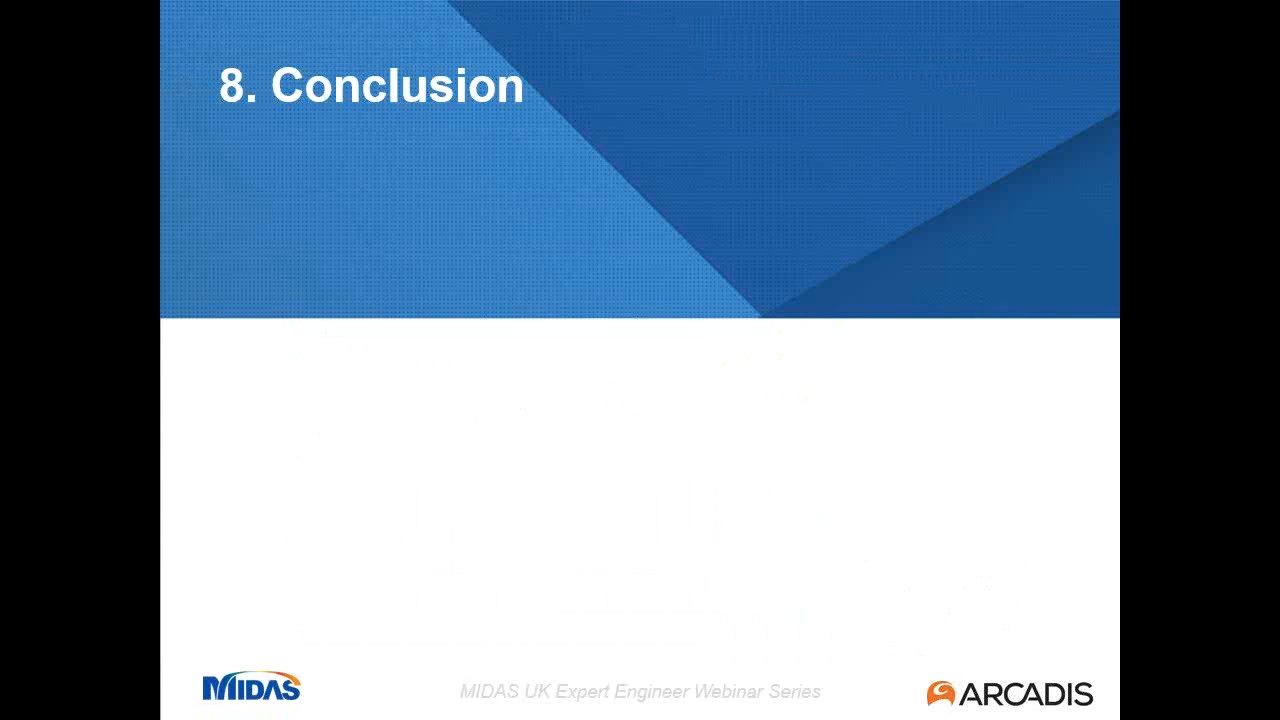 8. Conclusion
MIDAS
MIDAS UK Expert Engineer Webinar Series
ARCADIS